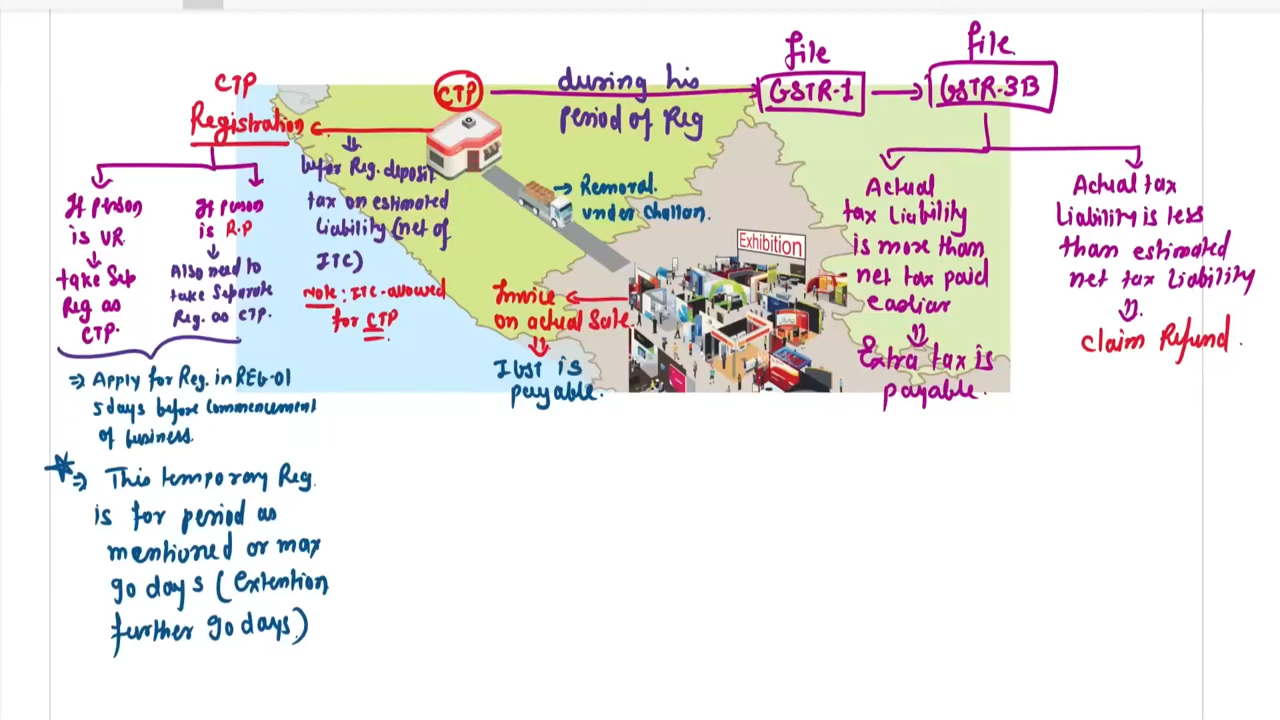 CTP
Registration
If person
is UR.
take Sep
Reg as
CTP.
If person
is R.P
Also need to
take Separate
Reg. as CTP.
⇒ Apply for Reg. in REG-01
5 days before Commencement
of business.
⇒ This temporary Reg.
is for period as
mentioned or max
90 days (extention
further 90 days)
befor Reg. deposit
tax on estimated
Liability (net of
ITC)
Note: ITC-allowed
for CTP
CTP
during his
period of Reg
→ Removal
under challan.
Exhibition
Invoice
on actual Sale.
IGST is
payable.
file
GSTR-1
file
GSTR-3B
Actual
tax Liability
is more than
net tax paid
earlier
Extra tax is
payable.
Actual tax
Liability is less
than estimated
net tax liability
claim Refund.